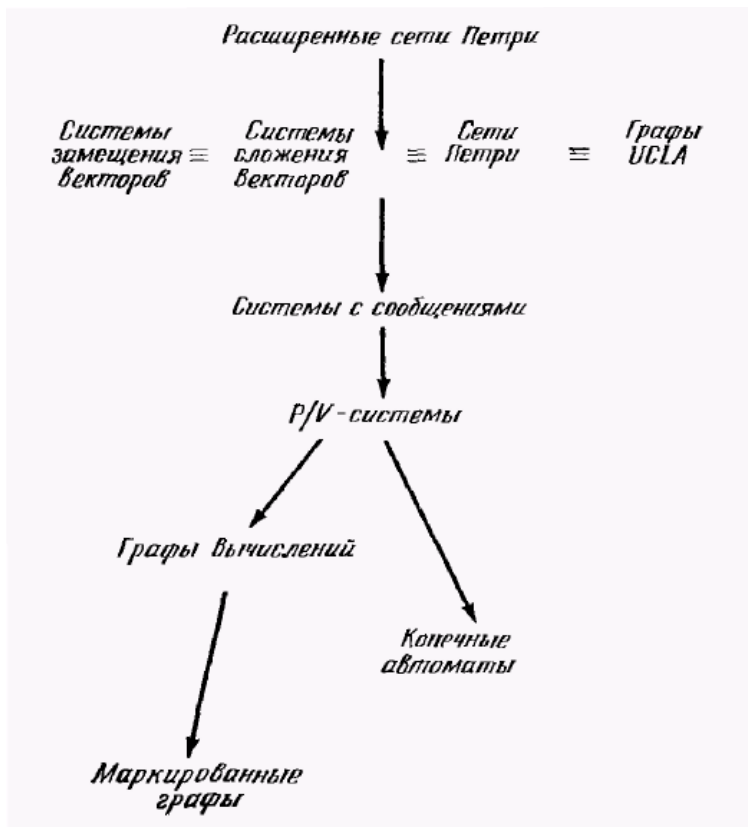 Расширенные сети Петри
Системы замещения векторов ≡ Системы сложения векторов ≡ Сети Петри ≡ Графы UCLA
Системы с сообщениями
P/V-системы
Графы вычислений
Конечные
автоматы
Маркированные
графы